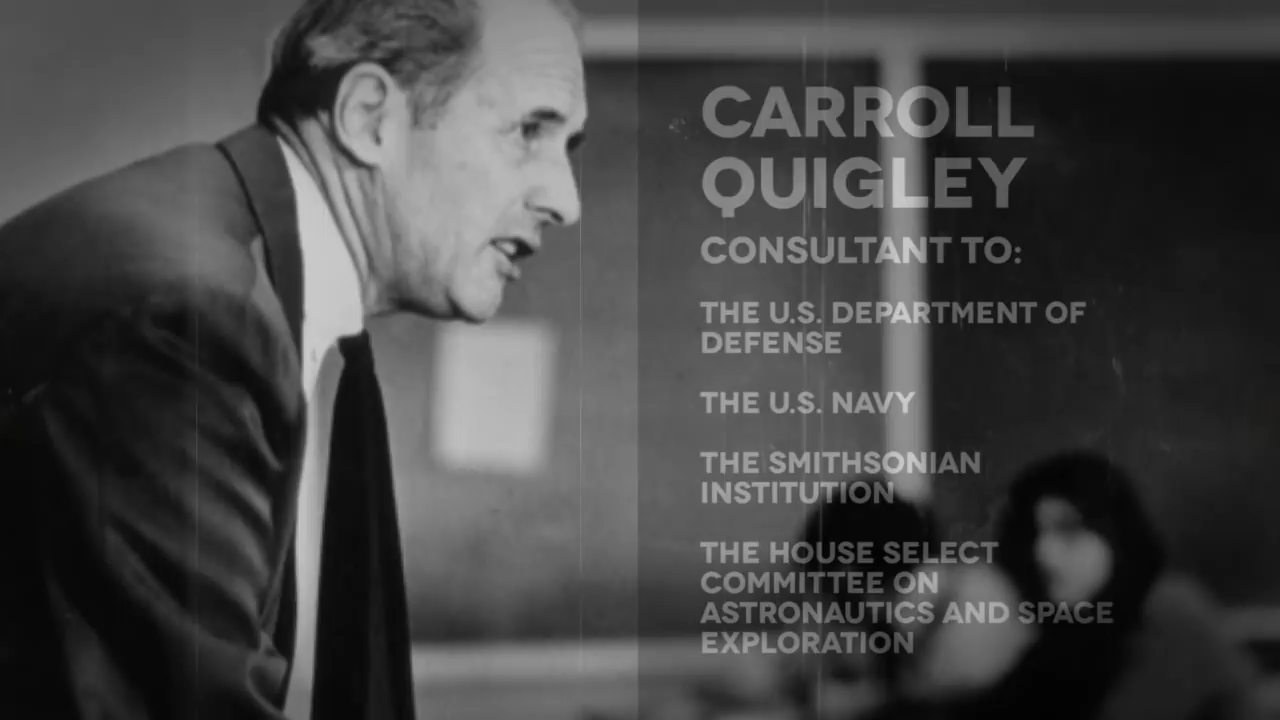 CARROLL
QUIGLEY
CONSULTANT TO:
THE U.S. DEPARTMENT OF
DEFENSE
THE U.S. NAVY
THE SMITHSONIAN
INSTITUTION
THE HOUSE SELECT
COMMITTEE ON
ASTRONAUTICS AND SPACE
EXPLORATION